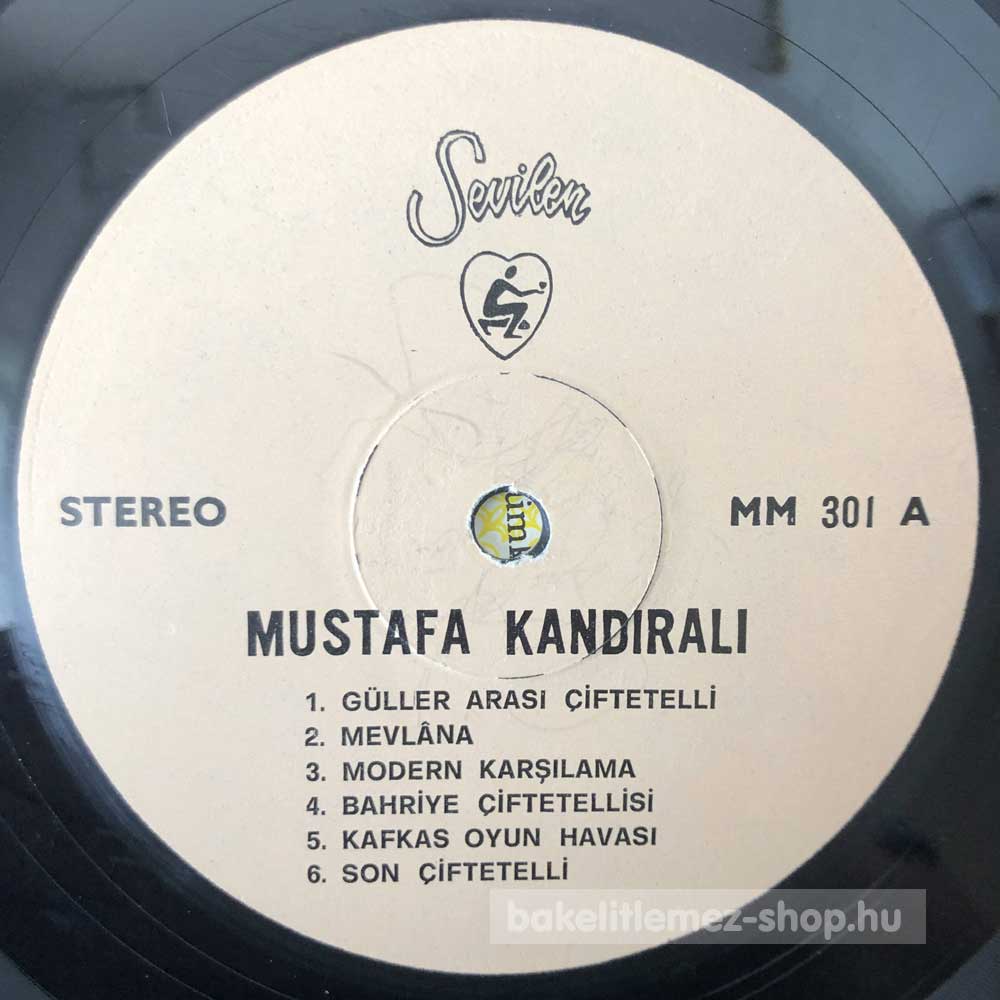 Sevilen
STEREO
MM 301 A
im
MUSTAFA KANDIRALI
1. GÜLLER ARASI ÇİFTETELLİ
2. MEVLÂNA
3. MODERN KARŞILAMA
4. BAHRİYE ÇİFTETELLİSİ
5. KAFKAS OYUN HAVASI
6. SON ÇİFTETELLİ
bakelitlemez-shop.hu